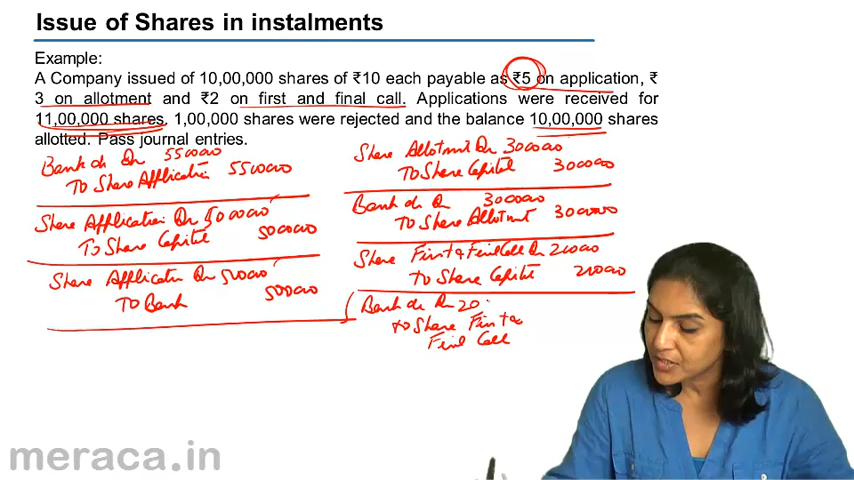 Issue of Shares in instalments
Example:
A Company issued of 10,00,000 shares of ₹10 each payable as ₹5 on application, ₹
3 on allotment and ₹2 on first and final call. Applications were received for
11,00,000 shares. 1,00,000 shares were rejected and the balance 10,00,000 shares
allotted. Pass journal entries.
Bank a/c Dr 5500000
To Share Application 5500000
Share Application Dr 5000000
To Share Capital 5000000
Share Application Dr 500000
To Bank 500000
Share Allotment Dr 3000000
To Share Capital 3000000
Bank a/c Dr 3000000
To Share Allotment 3000000
Share First & Final Call Dr
To Share Capital
Bank a/c Dr 20
to Share First &
Final Call
meraca.in